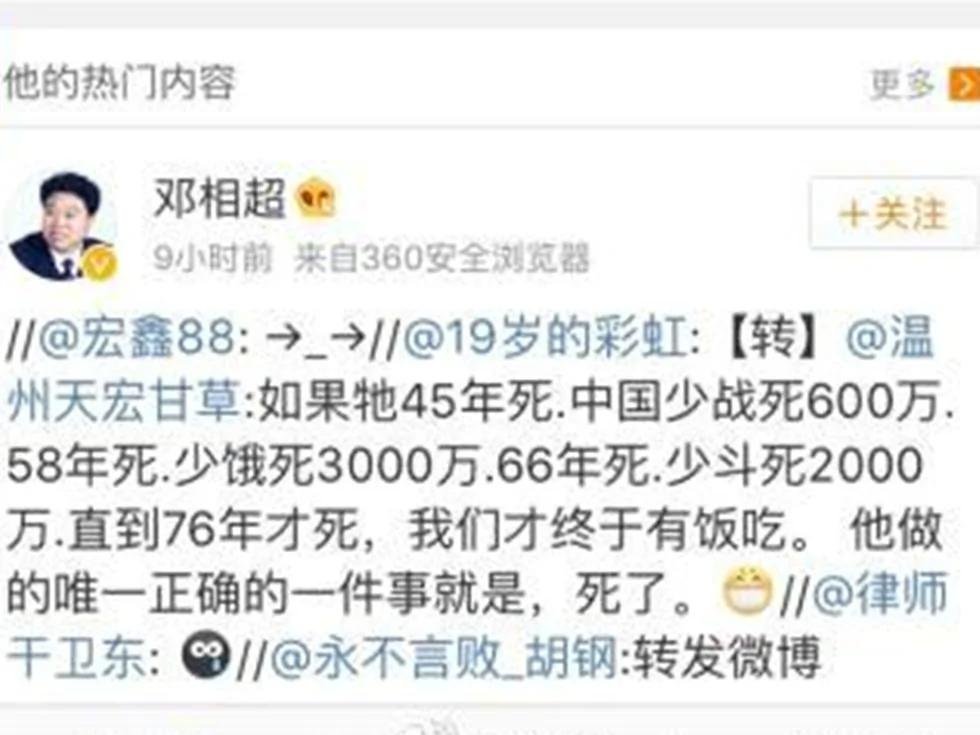 他的热门内容 更多
邓相超
+关注
9小时前 来自360安全浏览器
//@宏鑫88: →_→//@19岁的彩虹:【转】@温
州天宏甘草:如果牠45年死.中国少战死600万.
58年死.少饿死3000万.66年死.少斗死2000
万.直到76年才死，我们才终于有饭吃。 他做
的唯一正确的一件事就是，死了。😷//@律师
干卫东: //@永不言败_胡钢:转发微博